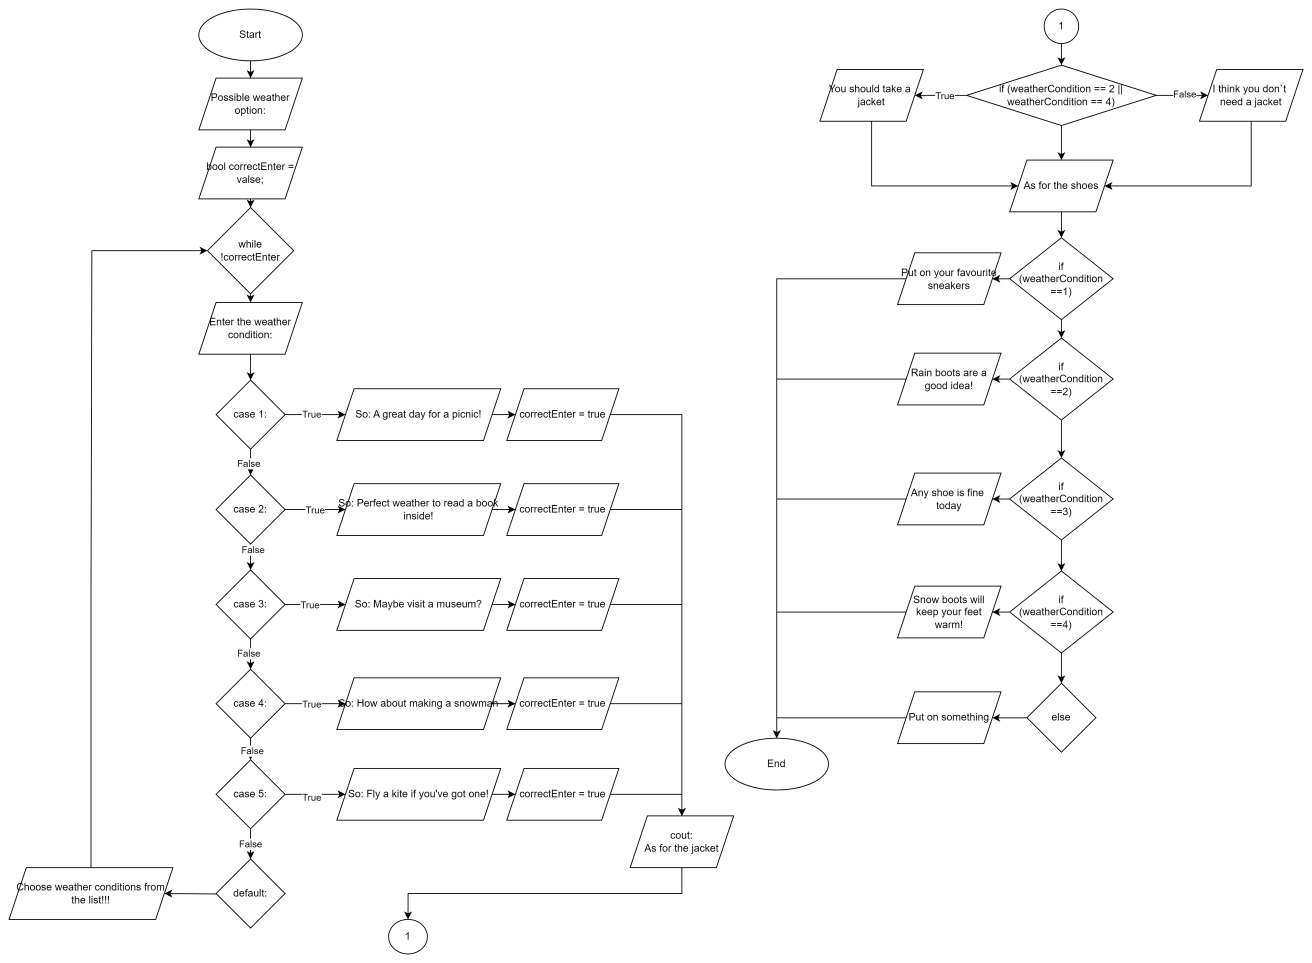 Start
Possible weather
option:
bool correctEnter =
valse;
while
!correctEnter
Enter the weather
condition:
case 1:
True
So: A great day for a picnic!
correctEnter = true
False
case 2:
True
So: Perfect weather to read a book
inside!
correctEnter = true
False
case 3:
True
So: Maybe visit a museum?
correctEnter = true
False
case 4:
True
So: How about making a snowman
correctEnter = true
False
case 5:
True
So: Fly a kite if you've got one!
correctEnter = true
False
default:
Choose weather conditions from
the list!!!
cout:
As for the jacket
1
1
if (weatherCondition == 2 ||
weatherCondition == 4)
True
You should take a
jacket
False
I think you don`t
need a jacket
As for the shoes
if
(weatherCondition
==1)
Put on your favourite
sneakers
if
(weatherCondition
==2)
Rain boots are a
good idea!
if
(weatherCondition
==3)
Any shoe is fine
today
if
(weatherCondition
==4)
Snow boots will
keep your feet
warm!
else
Put on something
End